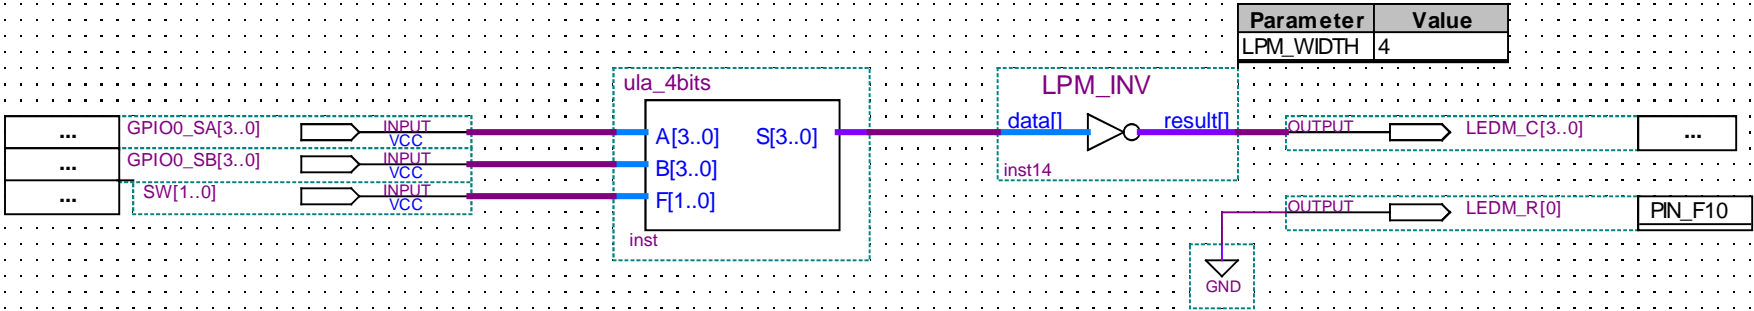 Parameter Value
LPM_WIDTH 4
ula_4bits
LPM_INV
... GPIO0_SA[3..0] INPUT VCC
A[3..0] S[3..0]
data[] result[]
OUTPUT LEDM_C[3..0] ...
... GPIO0_SB[3..0] INPUT VCC
B[3..0]
inst14
... SW[1..0] INPUT VCC
F[1..0]
OUTPUT LEDM_R[0] PIN_F10
inst
GND